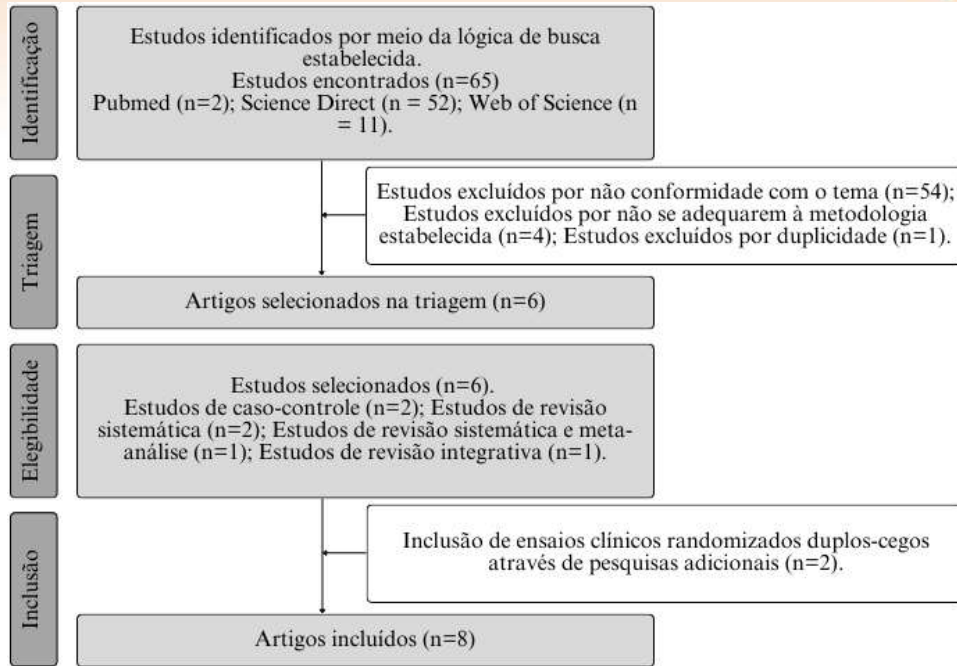 Identificação
Estudos identificados por meio da lógica de busca
estabelecida.
Estudos encontrados (n=65)
Pubmed (n=2); Science Direct (n = 52); Web of Science (n
= 11).
Triagem
Estudos excluídos por não conformidade com o tema (n=54);
Estudos excluídos por não se adequarem à metodologia
estabelecida (n=4); Estudos excluídos por duplicidade (n=1).
Artigos selecionados na triagem (n=6)
Elegibilidade
Estudos selecionados (n=6).
Estudos de caso-controle (n=2); Estudos de revisão
sistemática (n=2); Estudos de revisão sistemática e meta-
análise (n=1); Estudos de revisão integrativa (n=1).
Inclusão
Inclusão de ensaios clínicos randomizados duplos-cegos
através de pesquisas adicionais (n=2).
Artigos incluídos (n=8)